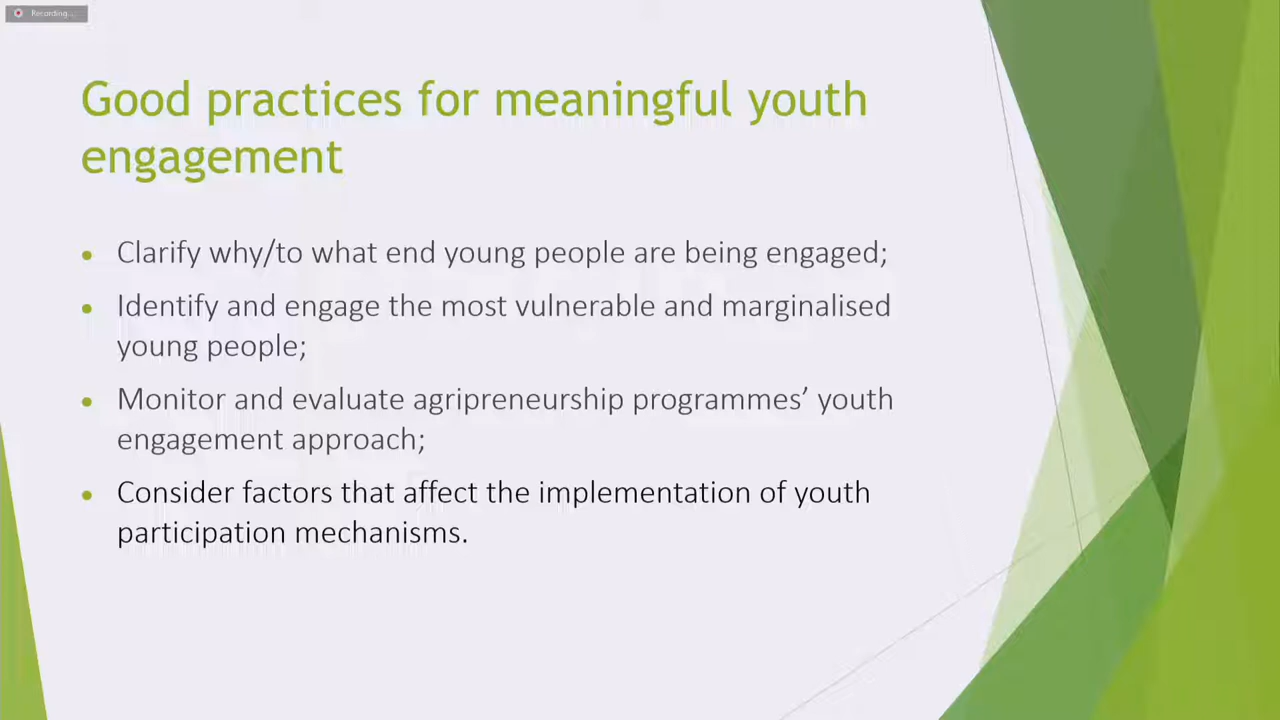 Recording...
Good practices for meaningful youth
engagement
• Clarify why/to what end young people are being engaged;
• Identify and engage the most vulnerable and marginalised
young people;
• Monitor and evaluate agripreneurship programmes’ youth
engagement approach;
• Consider factors that affect the implementation of youth
participation mechanisms.